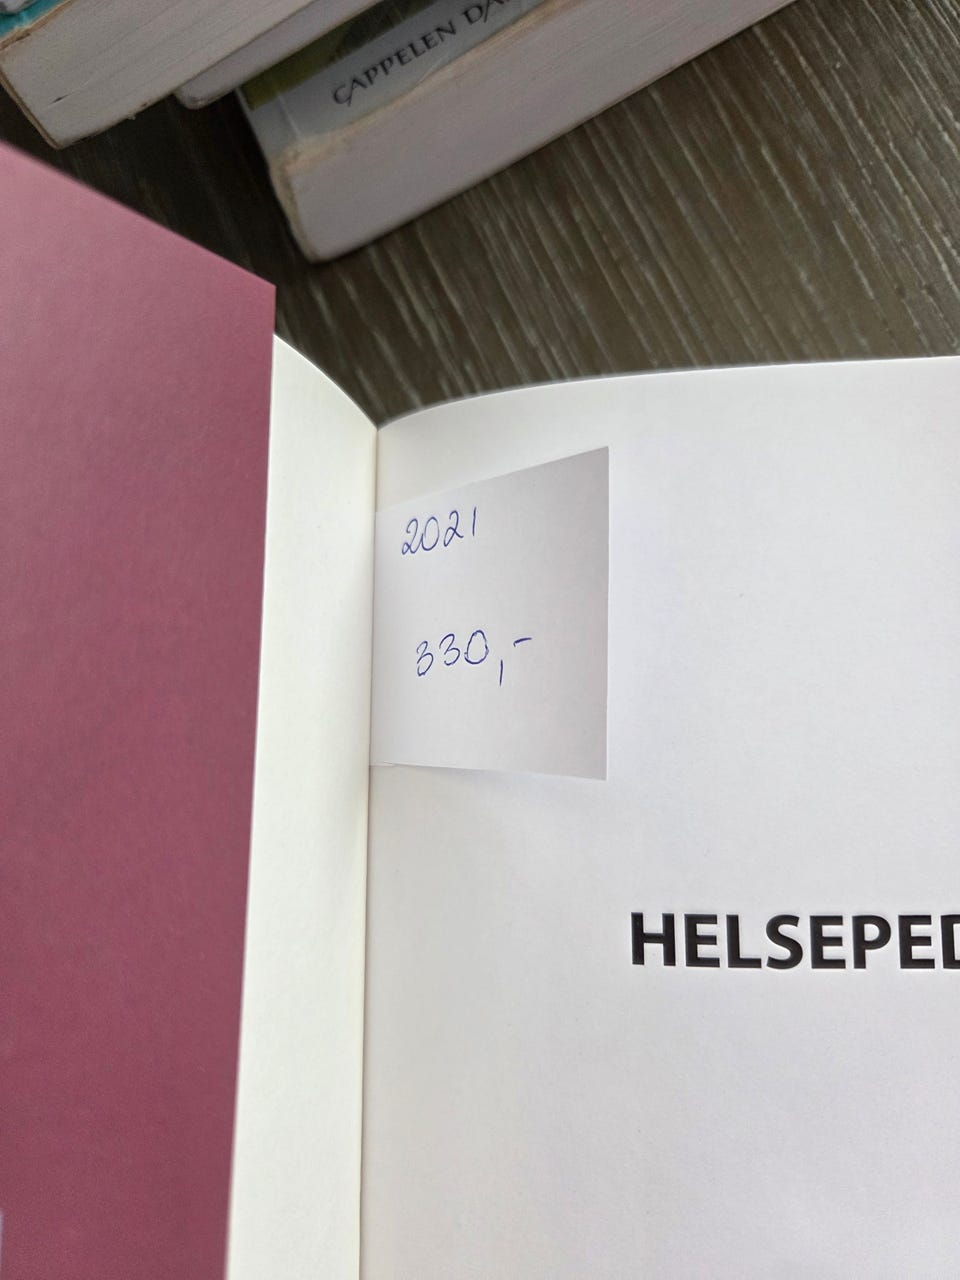 CAPPELEN DA
2021
330,-
HELSEPED